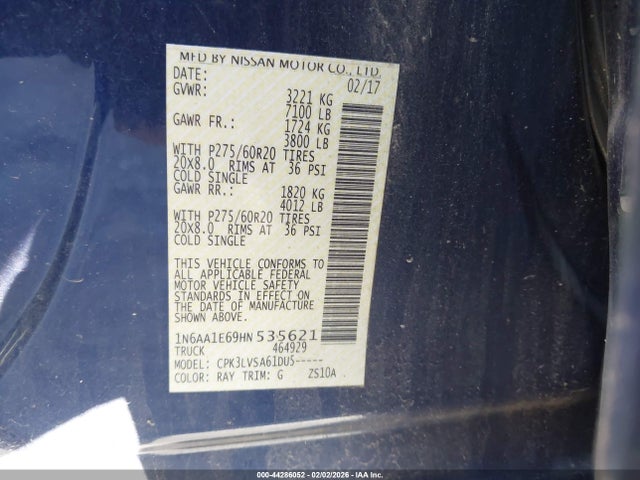 MFD BY NISSAN MOTOR CO., LTD.
DATE: 02/17
GVWR: 3221 KG
7100 LB
GAWR FR.: 1724 KG
3800 LB
WITH P275/60R20 TIRES
20X8.0 RIMS AT 36 PSI
COLD SINGLE
GAWR RR.: 1820 KG
4012 LB
WITH P275/60R20 TIRES
20X8.0 RIMS AT 36 PSI
COLD SINGLE
THIS VEHICLE CONFORMS TO
ALL APPLICABLE FEDERAL
MOTOR VEHICLE SAFETY
STANDARDS IN EFFECT ON THE
DATE OF MANUFACTURE
SHOWN ABOVE.
1N6AA1E69HN535621
TRUCK 464929
MODEL: CPK3LVSA61DUS-----
COLOR: RAY TRIM: G ZS10A
000-44286052 - 02/02/2026 - IAA Inc.